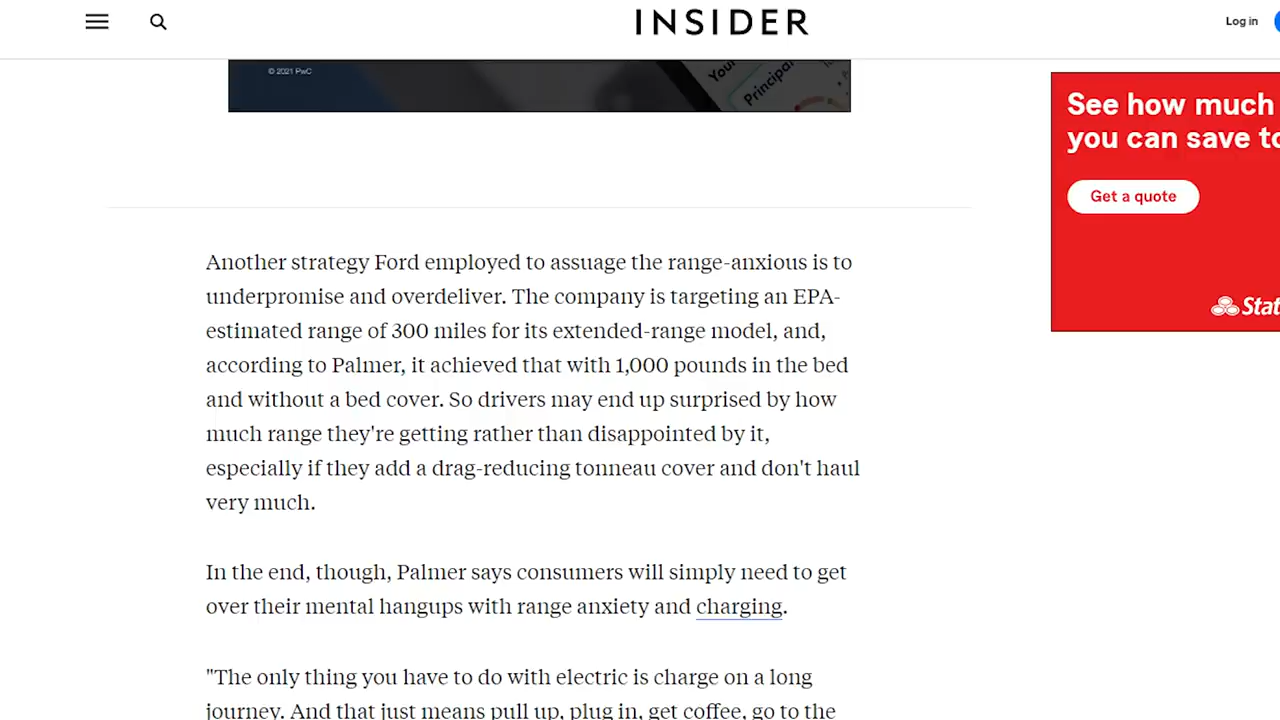 INSIDER
Log in
© 2021 PwC
Your
Principal
See how much
you can save to
Get a quote
Stat
Another strategy Ford employed to assuage the range-anxious is to
underpromise and overdeliver. The company is targeting an EPA-
estimated range of 300 miles for its extended-range model, and,
according to Palmer, it achieved that with 1,000 pounds in the bed
and without a bed cover. So drivers may end up surprised by how
much range they're getting rather than disappointed by it,
especially if they add a drag-reducing tonneau cover and don't haul
very much.
In the end, though, Palmer says consumers will simply need to get
over their mental hangups with range anxiety and charging.
"The only thing you have to do with electric is charge on a long
journey. And that just means pull up, plug in, get coffee, go to the